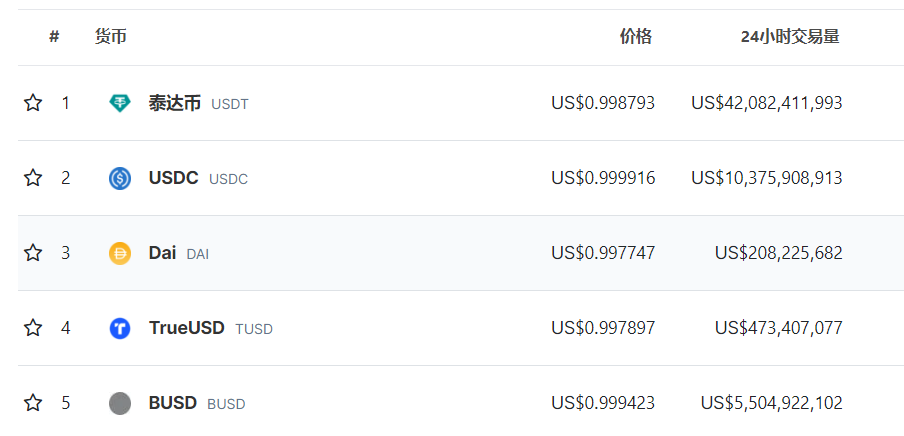 # 货币 价格 24小时交易量
1 泰达币 USDT US$0.998793 US$42,082,411,993
2 USDC USDC US$0.999916 US$10,375,908,913
3 Dai DAI US$0.997747 US$208,225,682
4 TrueUSD TUSD US$0.997897 US$473,407,077
5 BUSD BUSD US$0.999423 US$5,504,922,102